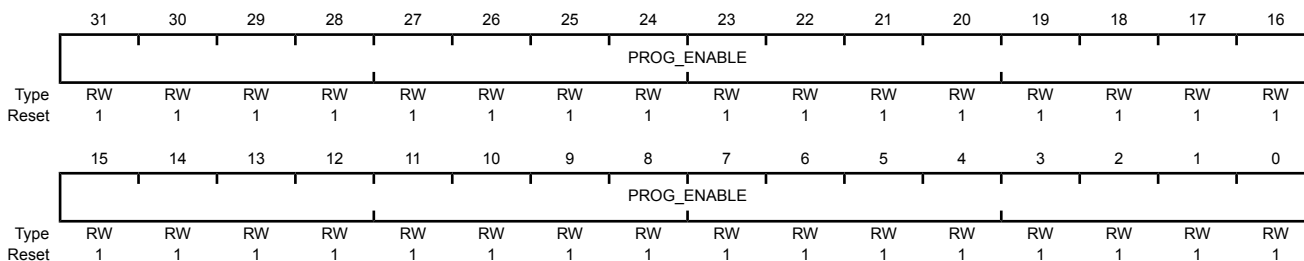 31 30 29 28 27 26 25 24 23 22 21 20 19 18 17 16
PROG_ENABLE
Type RW RW RW RW RW RW RW RW RW RW RW RW RW RW RW RW
Reset 1 1 1 1 1 1 1 1 1 1 1 1 1 1 1 1
15 14 13 12 11 10 9 8 7 6 5 4 3 2 1 0
PROG_ENABLE
Type RW RW RW RW RW RW RW RW RW RW RW RW RW RW RW RW
Reset 1 1 1 1 1 1 1 1 1 1 1 1 1 1 1 1